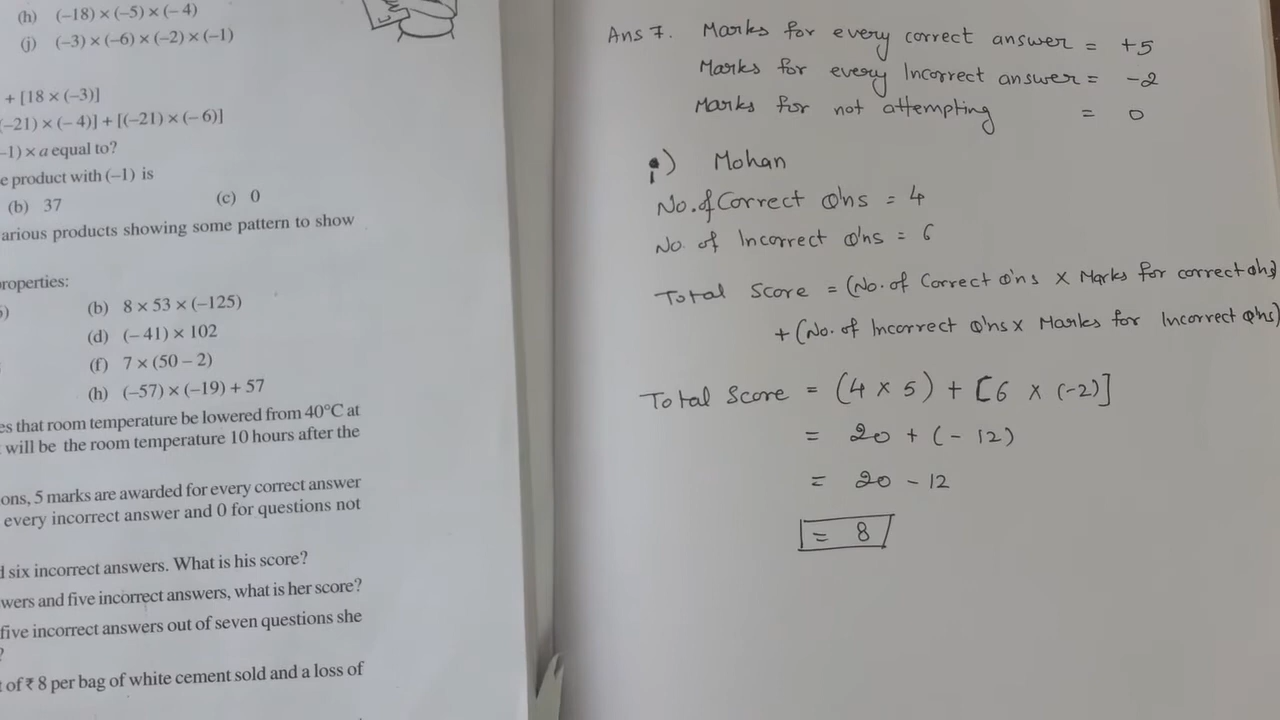 (h) (−18) × (−5) × (− 4)
(j) (−3) × (−6) × (−2) × (−1)
+ [18 × (−3)]
(−21) × (− 4)] + [(−21) × (− 6)]
−1) × a equal to?
e product with (−1) is
(b) 37 (c) 0
arious products showing some pattern to show
roperties:
(b) 8 × 53 × (−125)
(d) (− 41) × 102
(f) 7 × (50 − 2)
(h) (−57) × (−19) + 57
es that room temperature be lowered from 40°C at
will be the room temperature 10 hours after the
ons, 5 marks are awarded for every correct answer
every incorrect answer and 0 for questions not
d six incorrect answers. What is his score?
wers and five incorrect answers, what is her score?
five incorrect answers out of seven questions she
?
of ₹ 8 per bag of white cement sold and a loss of
Ans 7. Marks for every correct answer = +5
Marks for every Incorrect answer = -2
Marks for not attempting = 0
i) Mohan
No. of Correct Q'ns = 4
No. of Incorrect Q'ns = 6
Total Score = (No. of Correct Q'ns × Marks for correct Qns)
+ (No. of Incorrect Q'ns × Marks for Incorrect Q'ns)
Total Score = (4 × 5) + [6 × (-2)]
= 20 + (- 12)
= 20 - 12
= 8